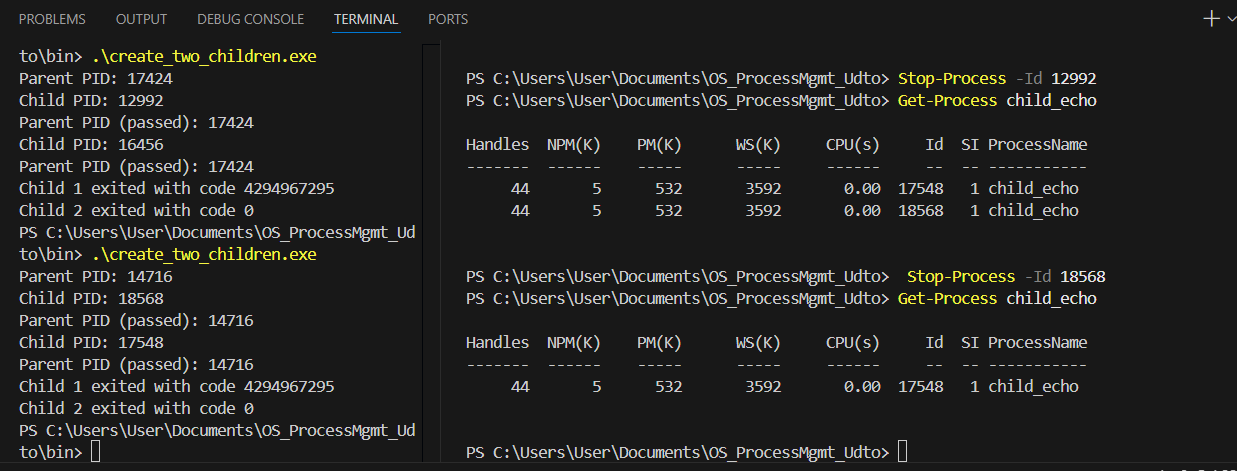 PROBLEMS OUTPUT DEBUG CONSOLE TERMINAL PORTS
to\bin> .\create_two_children.exe
Parent PID: 17424
Child PID: 12992
Parent PID (passed): 17424
Child PID: 16456
Parent PID (passed): 17424
Child 1 exited with code 4294967295
Child 2 exited with code 0
PS C:\Users\User\Documents\OS_ProcessMgmt_Ud
to\bin> .\create_two_children.exe
Parent PID: 14716
Child PID: 18568
Parent PID (passed): 14716
Child PID: 17548
Parent PID (passed): 14716
Child 1 exited with code 4294967295
Child 2 exited with code 0
PS C:\Users\User\Documents\OS_ProcessMgmt_Ud
to\bin>
PS C:\Users\User\Documents\OS_ProcessMgmt_Udto> Stop-Process -Id 12992
PS C:\Users\User\Documents\OS_ProcessMgmt_Udto> Get-Process child_echo
Handles NPM(K) PM(K) WS(K) CPU(s) Id SI ProcessName
------- ------ ----- ----- ------ -- -- -----------
44 5 532 3592 0.00 17548 1 child_echo
44 5 532 3592 0.00 18568 1 child_echo
PS C:\Users\User\Documents\OS_ProcessMgmt_Udto> Stop-Process -Id 18568
PS C:\Users\User\Documents\OS_ProcessMgmt_Udto> Get-Process child_echo
Handles NPM(K) PM(K) WS(K) CPU(s) Id SI ProcessName
------- ------ ----- ----- ------ -- -- -----------
44 5 532 3592 0.00 17548 1 child_echo
PS C:\Users\User\Documents\OS_ProcessMgmt_Udto>